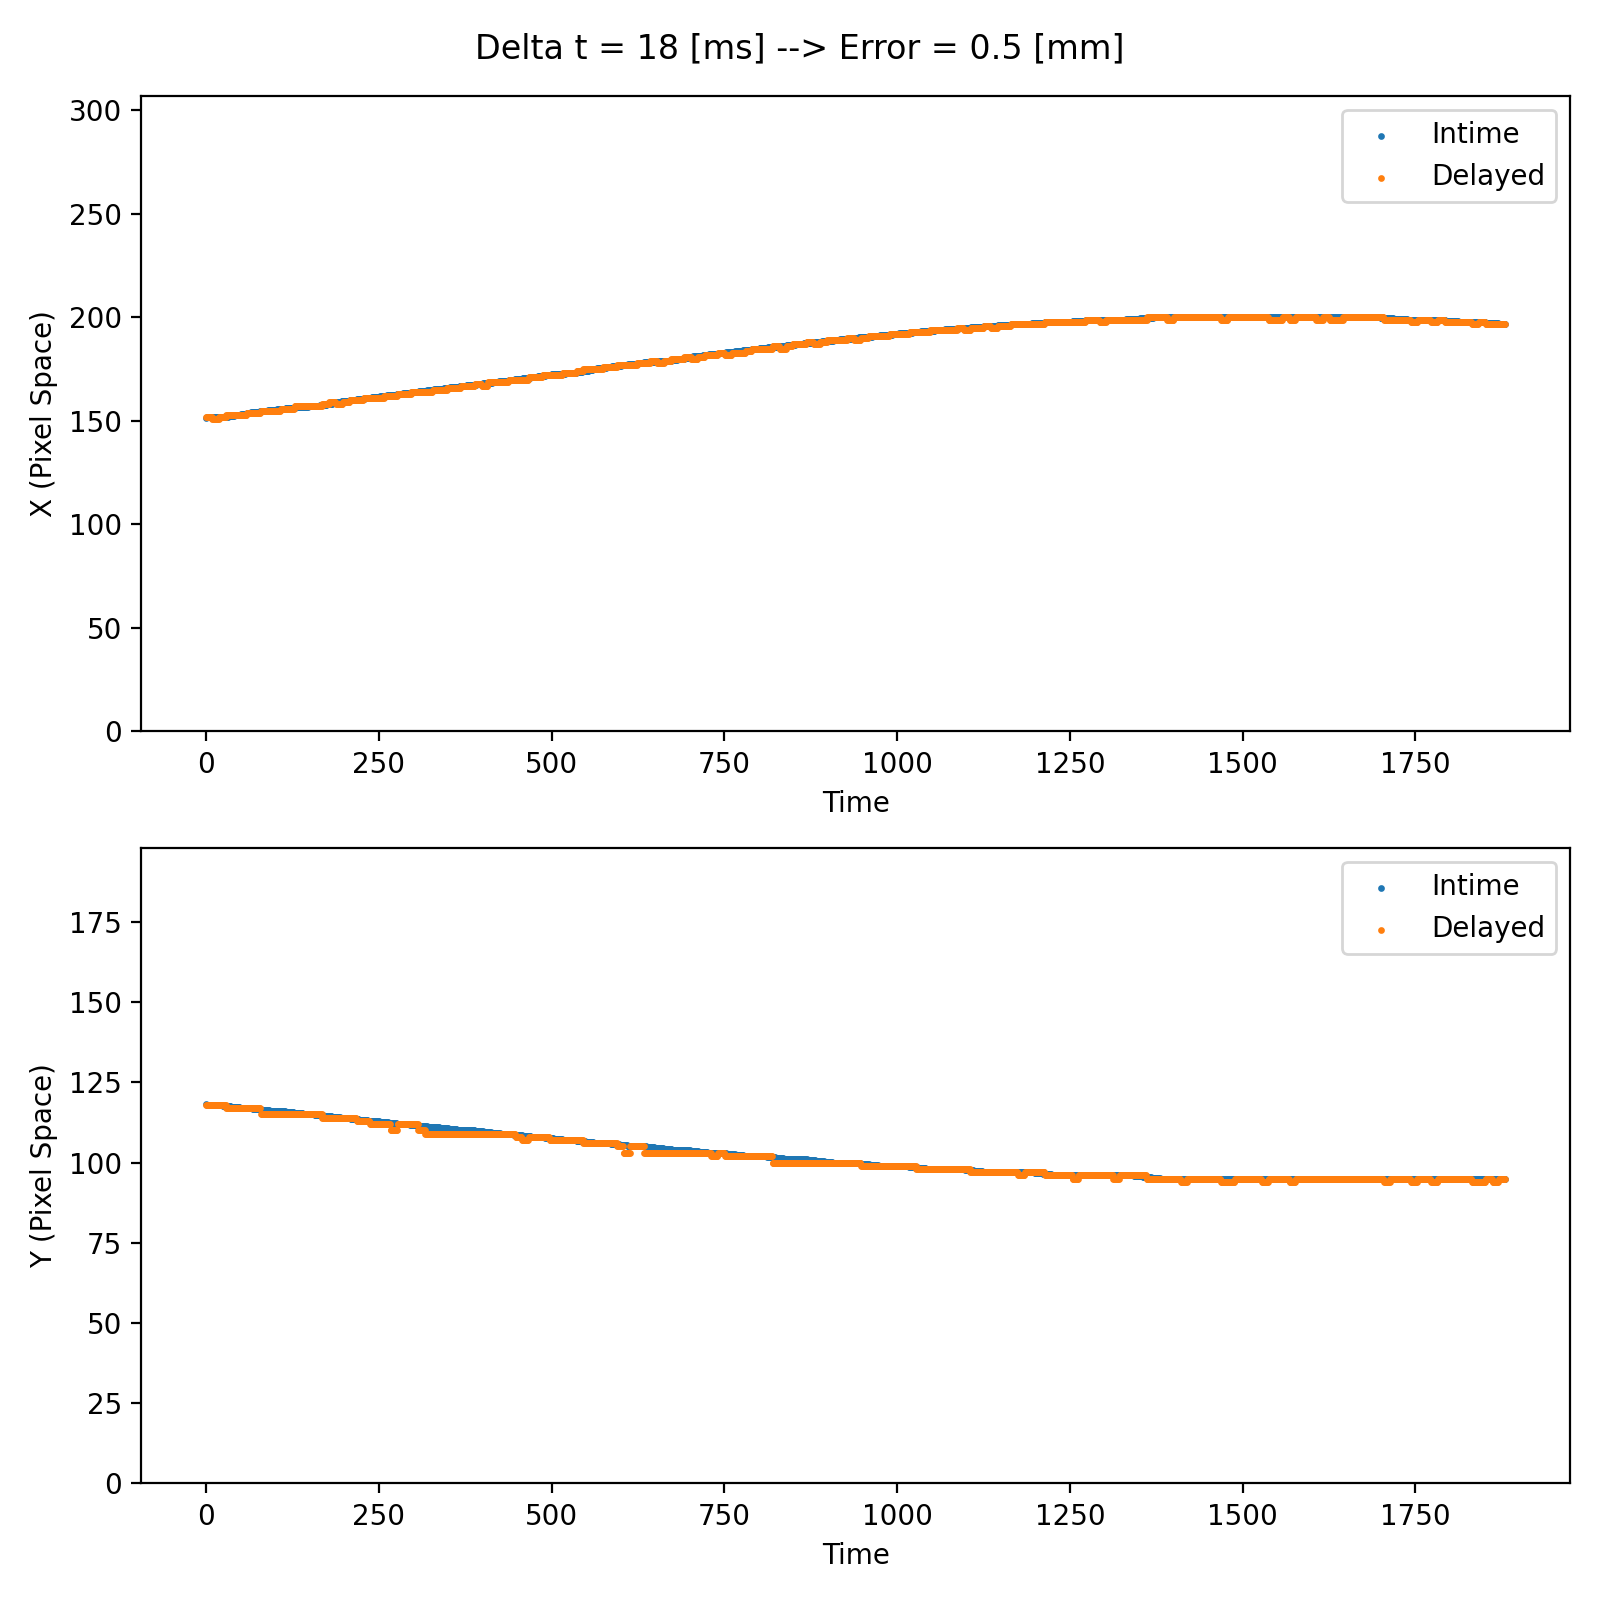 Delta t = 18 [ms] --> Error = 0.5 [mm]
300
250
200
150
100
50
0
X (Pixel Space)
Intime
Delayed
0 250 500 750 1000 1250 1500 1750
Time
175
150
125
100
75
50
25
0
Y (Pixel Space)
Intime
Delayed
0 250 500 750 1000 1250 1500 1750
Time